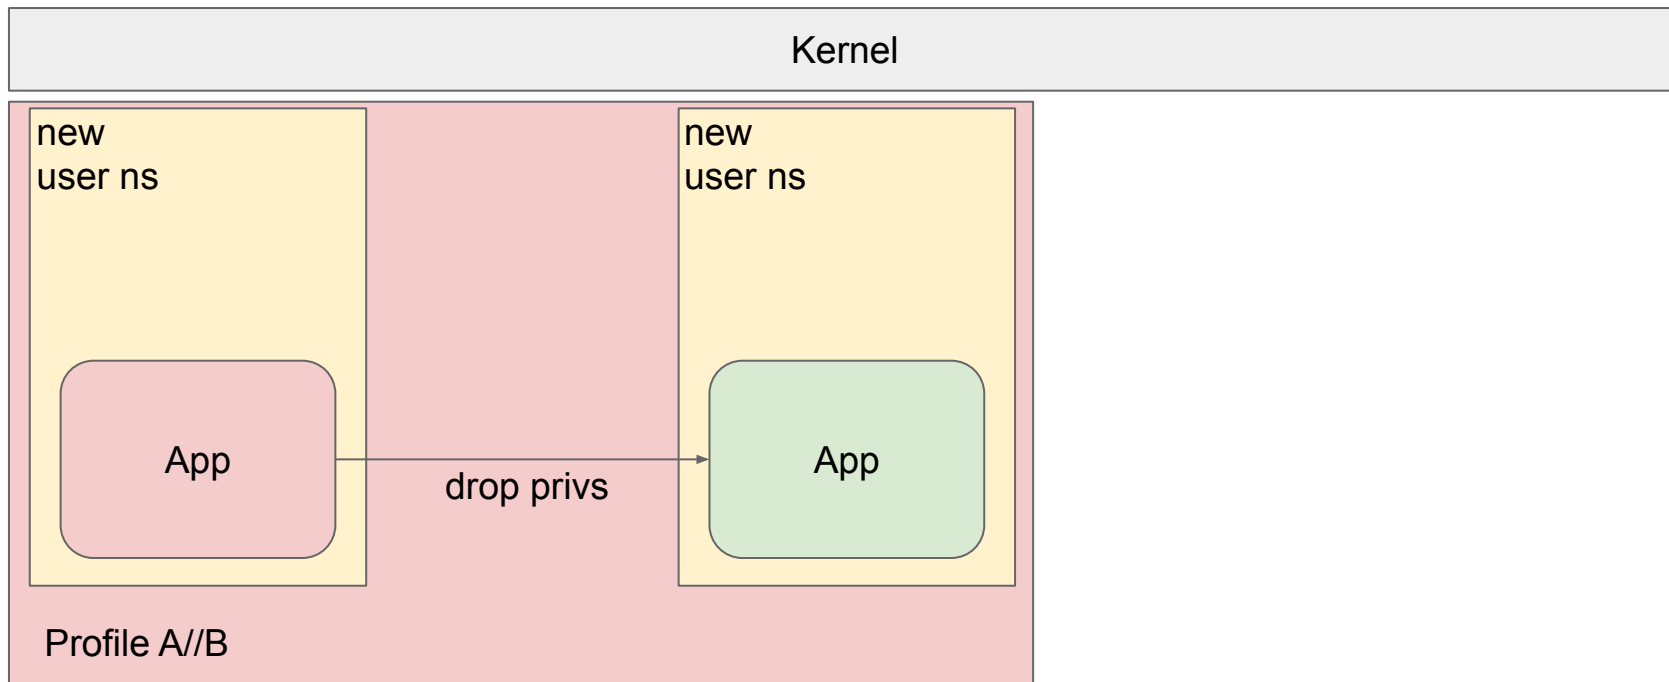 Kernel
new
user ns
new
user ns
App
drop privs
App
Profile A//B